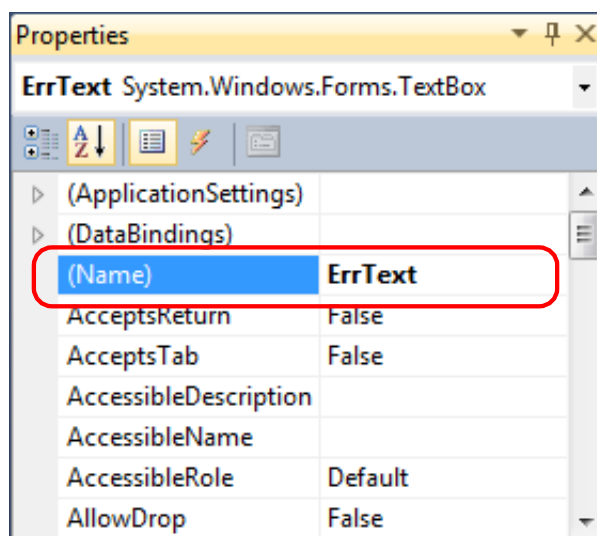 Properties
ErrText System.Windows.Forms.TextBox
(ApplicationSettings)
(DataBindings)
(Name) ErrText
AcceptsReturn False
AcceptsTab False
AccessibleDescription
AccessibleName
AccessibleRole Default
AllowDrop False